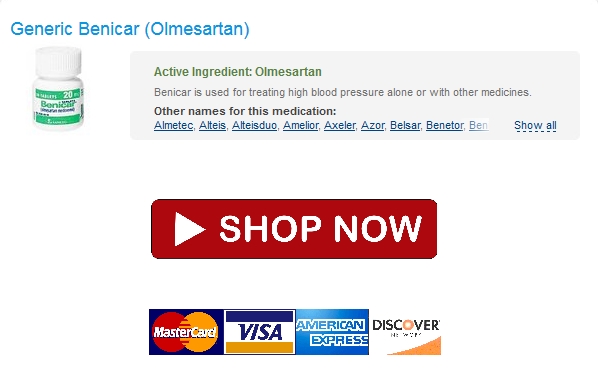 Generic Benicar (Olmesartan)
Active Ingredient: Olmesartan
Benicar is used for treating high blood pressure alone or with other medicines.
Other names for this medication:
Almetec, Alteis, Alteisduo, Amelior, Axeler, Azor, Belsar, Benetor, Ben Show all
20 mg
Benicar
SHOP NOW
MasterCard VISA AMERICAN EXPRESS DISCOVER NETWORK